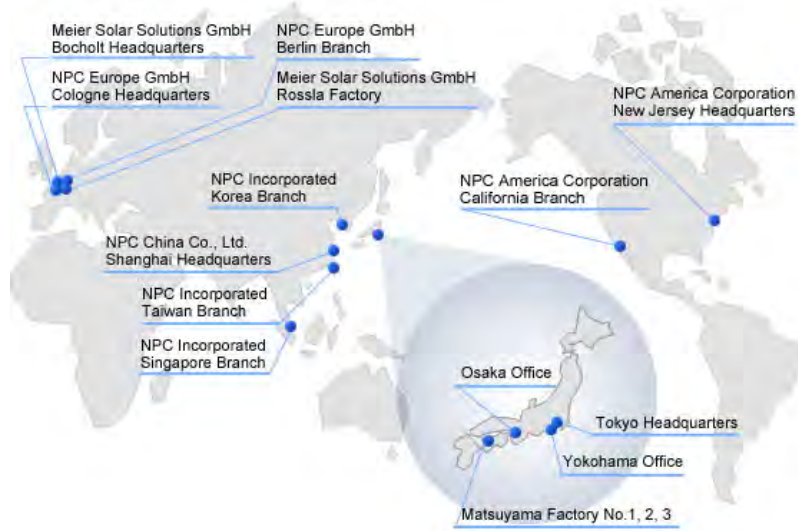 Meier Solar Solutions GmbH
Bocholt Headquarters
NPC Europe GmbH
Berlin Branch
NPC Europe GmbH
Cologne Headquarters
Meier Solar Solutions GmbH
Rossla Factory
NPC America Corporation
New Jersey Headquarters
NPC Incorporated
Korea Branch
NPC America Corporation
California Branch
NPC China Co., Ltd.
Shanghai Headquarters
NPC Incorporated
Taiwan Branch
NPC Incorporated
Singapore Branch
Osaka Office
Tokyo Headquarters
Yokohama Office
Matsuyama Factory No.1, 2, 3